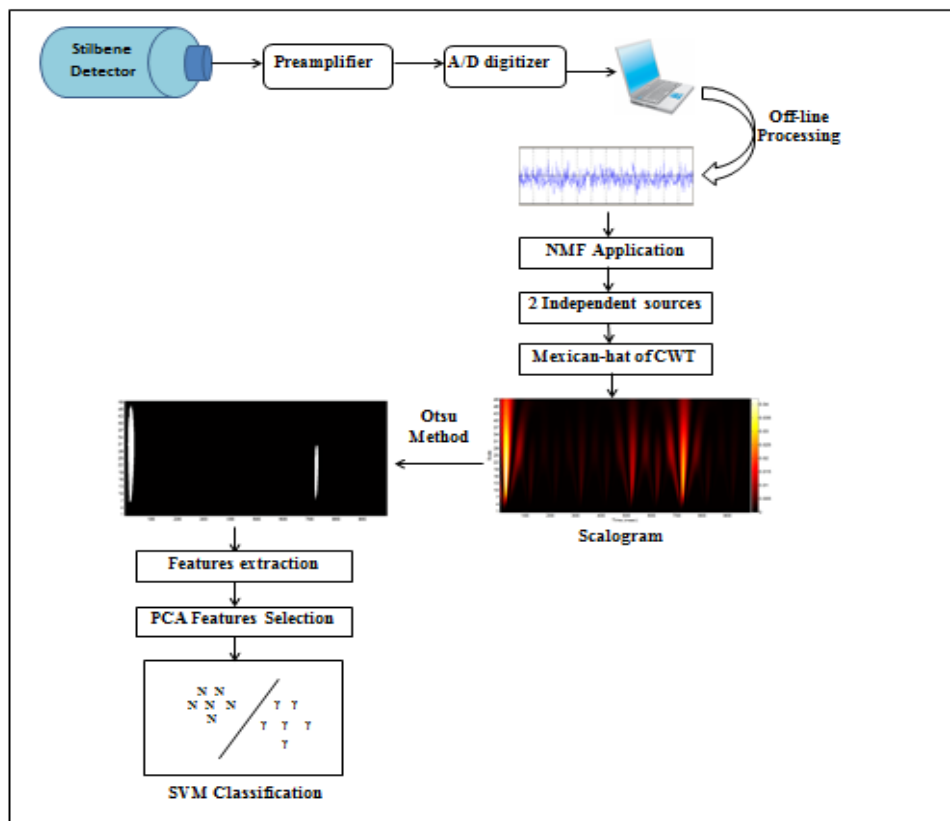 Stilbene
Detector
Preamplifier
A/D digitizer
Off-line
Processing
NMF Application
2 Independent sources
Mexican-hat of CWT
Otsu
Method
Scalogram
Features extraction
PCA Features Selection
N N
N N N
N
γ γ
γ γ γ
γ
SVM Classification